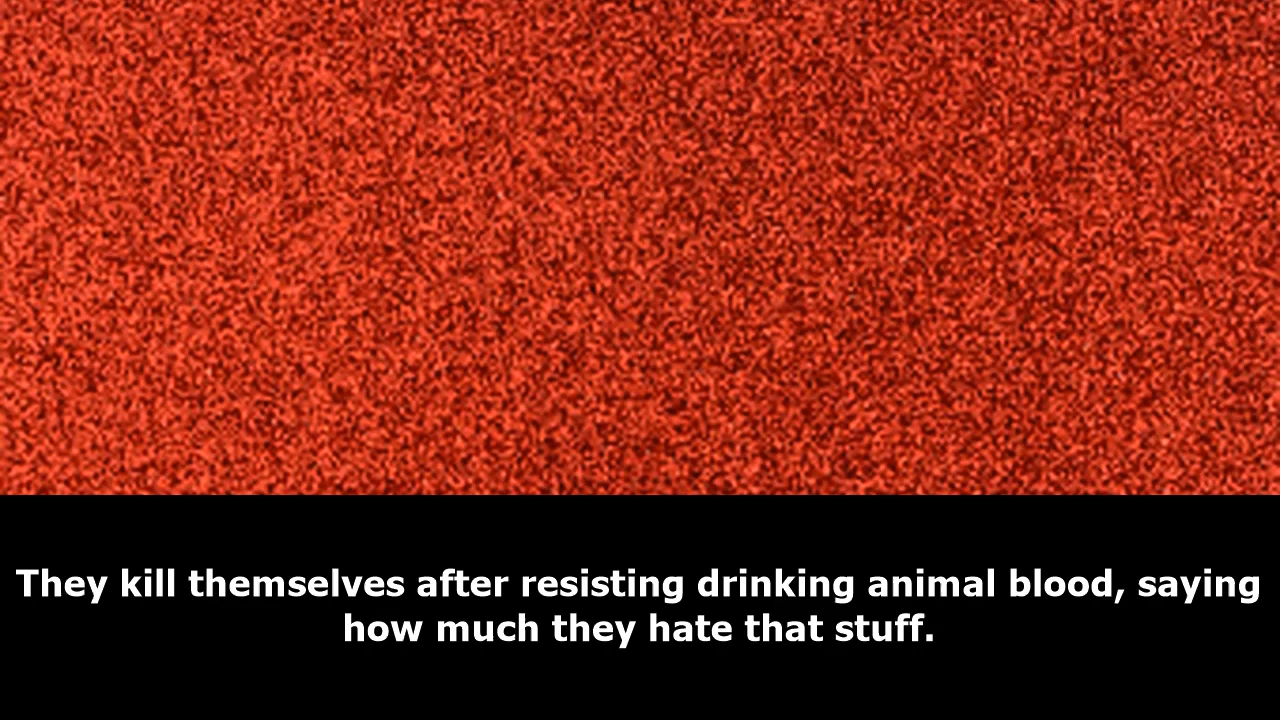 They kill themselves after resisting drinking animal blood, saying
how much they hate that stuff.